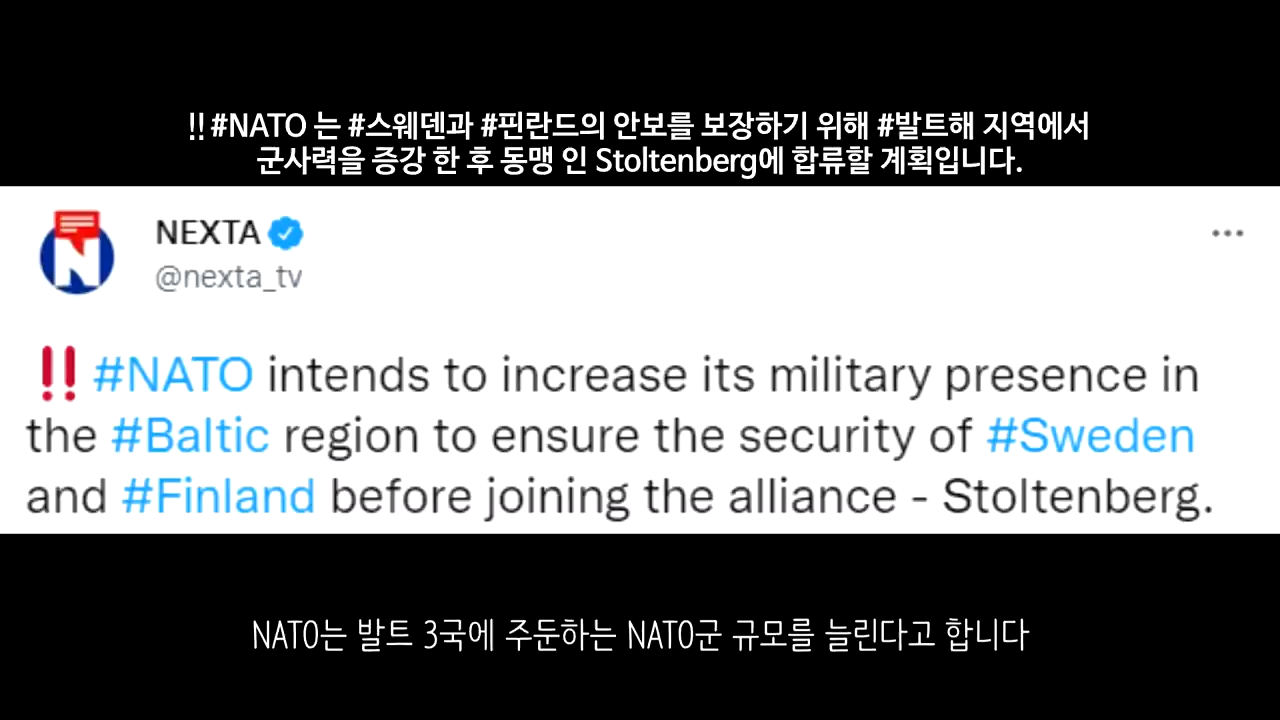 ‼#NATO 는 #스웨덴과 #핀란드의 안보를 보장하기 위해 #발트해 지역에서
군사력을 증강 한 후 동맹 인 Stoltenberg에 합류할 계획입니다.
NEXTA
@nexta_tv
‼#NATO intends to increase its military presence in
the #Baltic region to ensure the security of #Sweden
and #Finland before joining the alliance - Stoltenberg.
NATO는 발트 3국에 주둔하는 NATO군 규모를 늘린다고 합니다